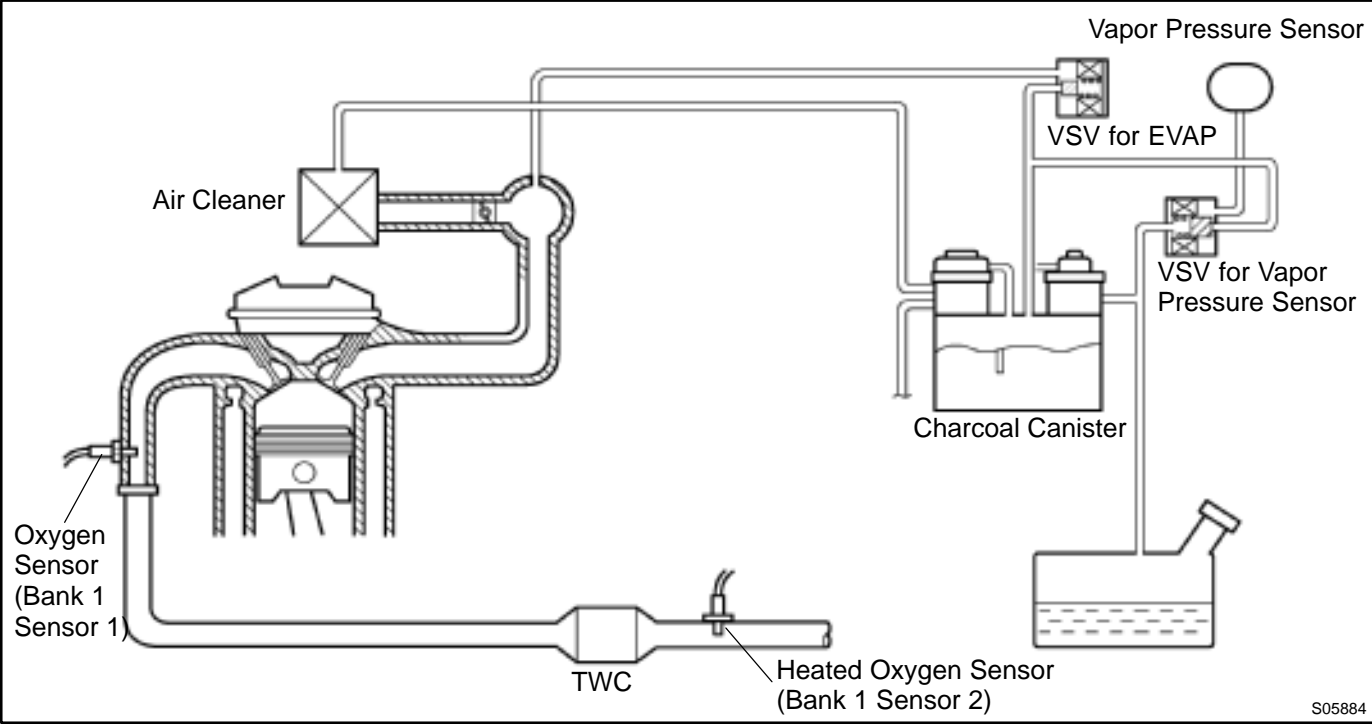 Vapor Pressure Sensor
VSV for EVAP
Air Cleaner
VSV for Vapor
Pressure Sensor
Charcoal Canister
Oxygen
Sensor
(Bank 1
Sensor 1)
TWC
Heated Oxygen Sensor
(Bank 1 Sensor 2)
S05884